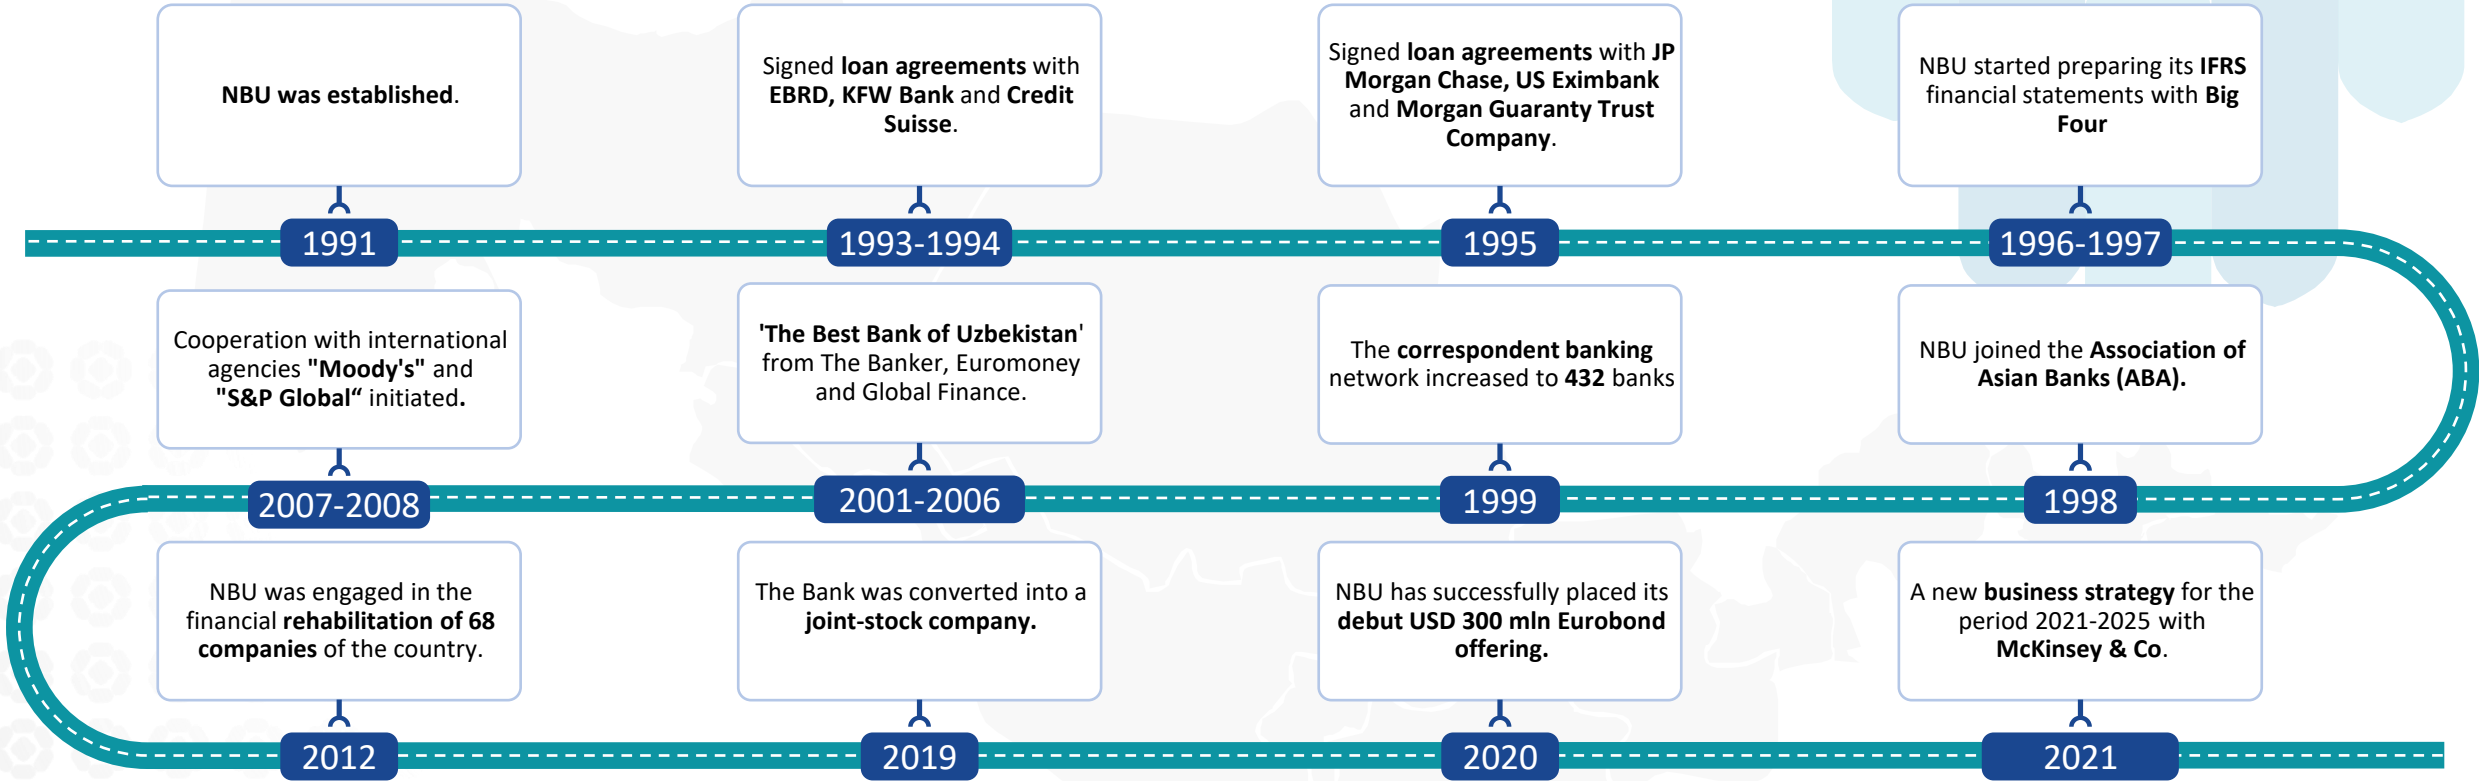 NBU was established.
1991
Signed loan agreements with
EBRD, KFW Bank and Credit
Suisse.
1993-1994
Signed loan agreements with JP
Morgan Chase, US Eximbank
and Morgan Guaranty Trust
Company.
1995
NBU started preparing its IFRS
financial statements with Big
Four
1996-1997
NBU joined the Association of
Asian Banks (ABA).
1998
The correspondent banking
network increased to 432 banks
1999
'The Best Bank of Uzbekistan'
from The Banker, Euromoney
and Global Finance.
2001-2006
Cooperation with international
agencies "Moody's" and
"S&P Global“ initiated.
2007-2008
NBU was engaged in the
financial rehabilitation of 68
companies of the country.
2012
The Bank was converted into a
joint-stock company.
2019
NBU has successfully placed its
debut USD 300 mln Eurobond
offering.
2020
A new business strategy for the
period 2021-2025 with
McKinsey & Co.
2021